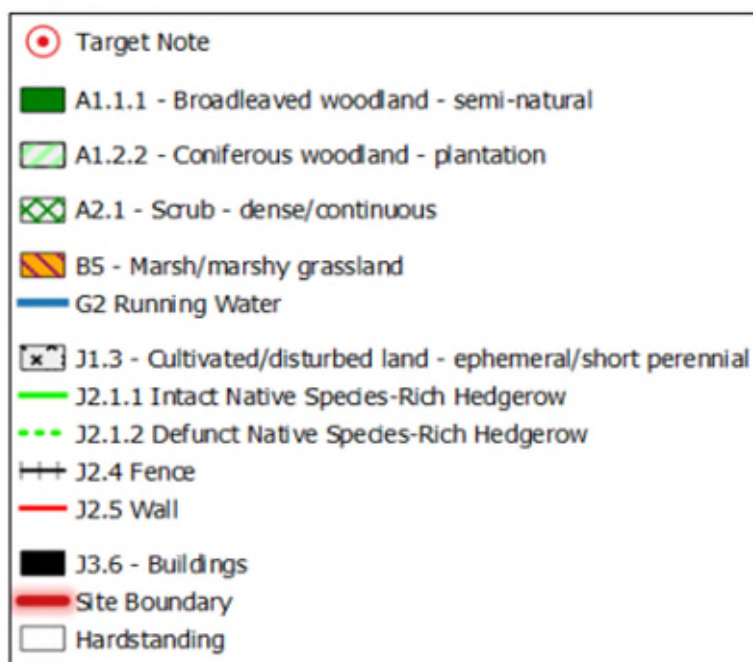 Target Note
A1.1.1 - Broadleaved woodland - semi-natural
A1.2.2 - Coniferous woodland - plantation
A2.1 - Scrub - dense/continuous
B5 - Marsh/marshy grassland
G2 Running Water
J1.3 - Cultivated/disturbed land - ephemeral/short perennial
J2.1.1 Intact Native Species-Rich Hedgerow
J2.1.2 Defunct Native Species-Rich Hedgerow
J2.4 Fence
J2.5 Wall
J3.6 - Buildings
Site Boundary
Hardstanding